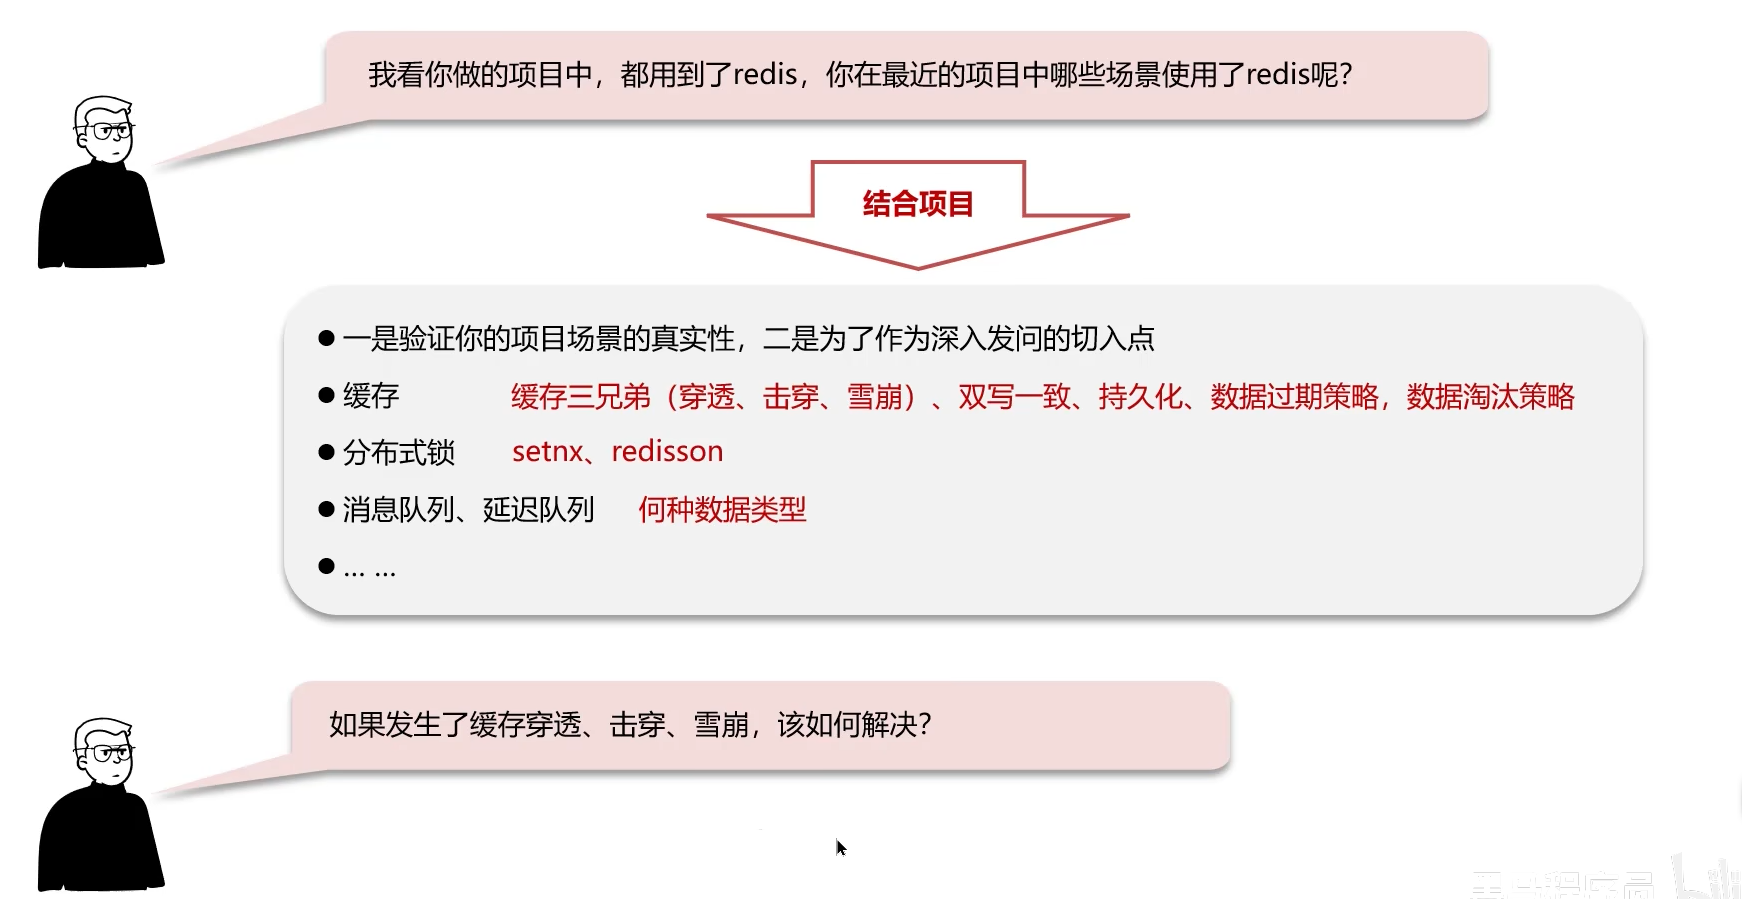 我看你做的项目中，都用到了redis，你在最近的项目中哪些场景使用了redis呢?
结合项目
● 一是验证你的项目场景的真实性，二是为了作为深入发问的切入点
● 缓存 缓存三兄弟（穿透、击穿、雪崩）、双写一致、持久化、数据过期策略，数据淘汰策略
● 分布式锁 setnx、redisson
● 消息队列、延迟队列 何种数据类型
● ... ...
如果发生了缓存穿透、击穿、雪崩，该如何解决?